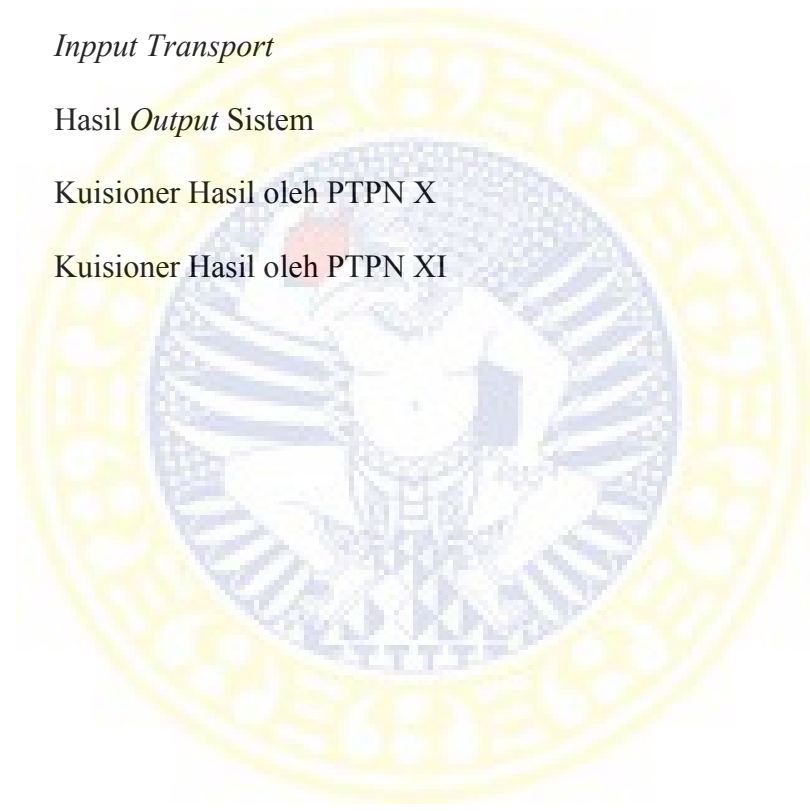 Inpput Transport
Hasil Output Sistem
Kuisioner Hasil oleh PTPN X
Kuisioner Hasil oleh PTPN XI